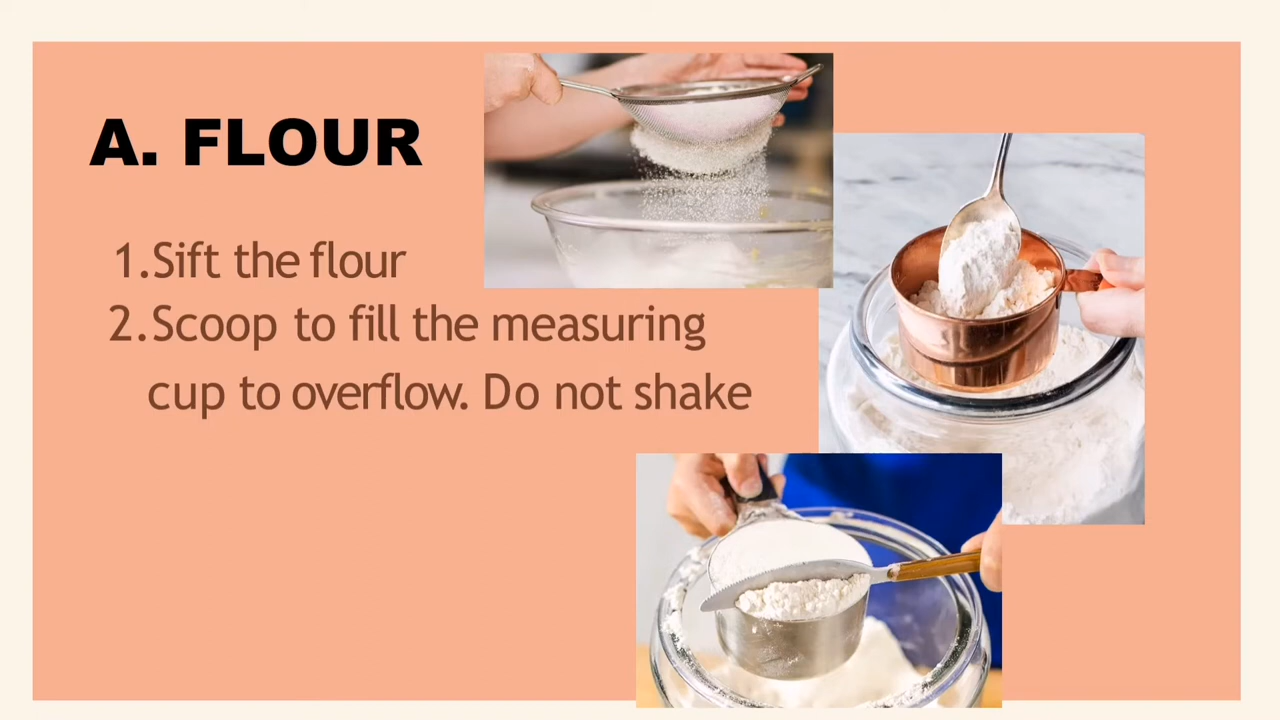 A. FLOUR
1.Sift the flour
2.Scoop to fill the measuring
cup to overflow. Do not shake